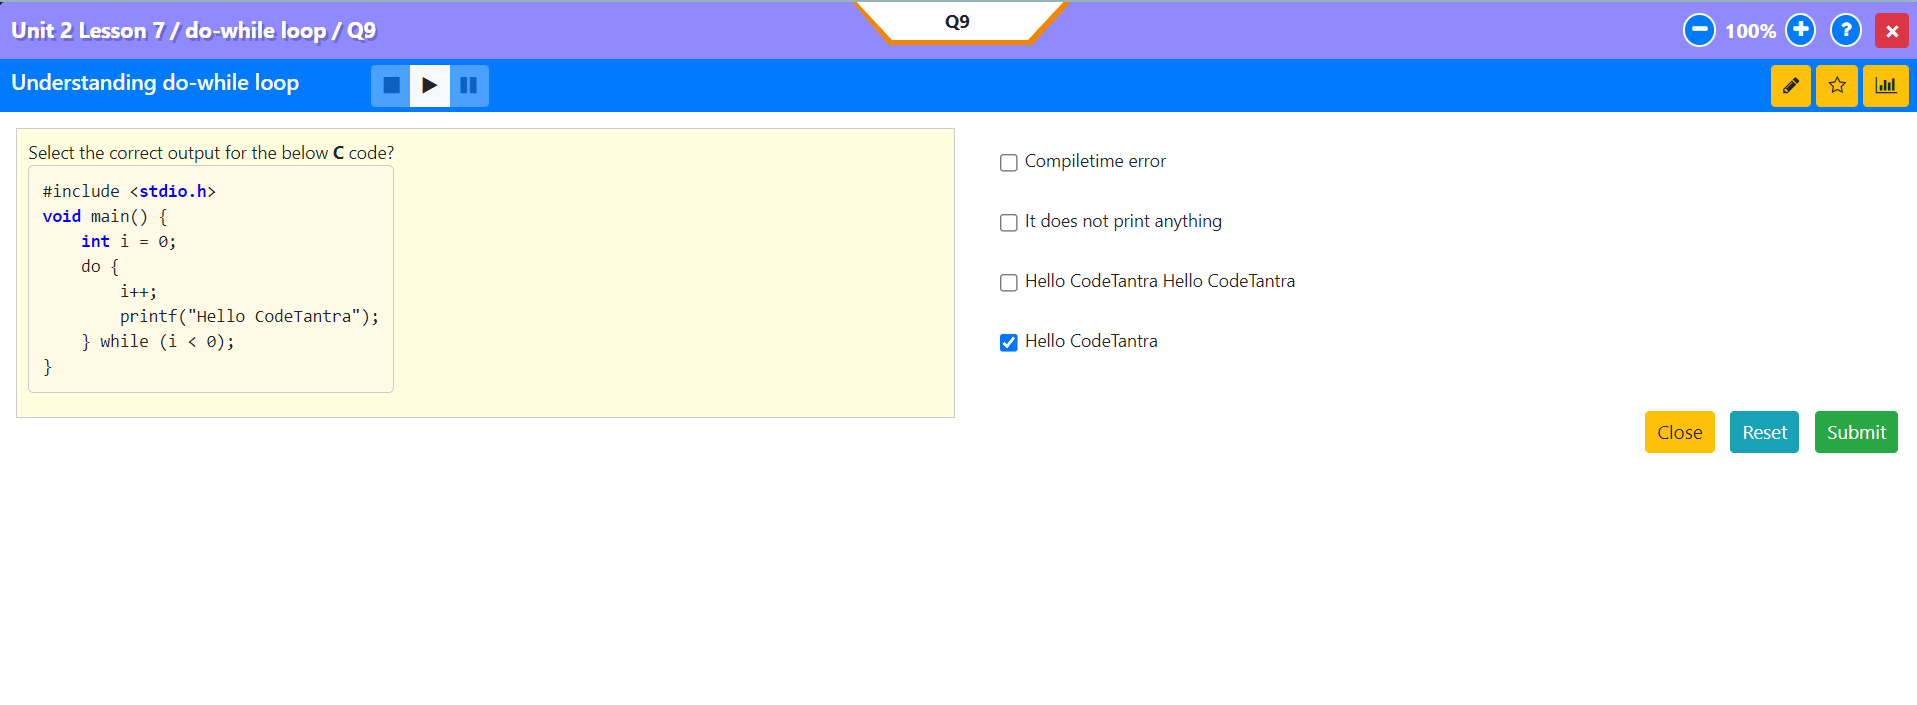 Unit 2 Lesson 7 / do-while loop / Q9
Q9
100%
Understanding do-while loop
Select the correct output for the below C code?
#include <stdio.h>
void main() {
    int i = 0;
    do {
        i++;
        printf("Hello CodeTantra");
    } while (i < 0);
}
Compiletime error
It does not print anything
Hello CodeTantra Hello CodeTantra
Hello CodeTantra
Close Reset Submit